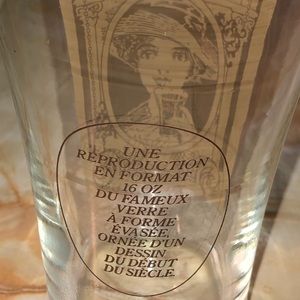 UNE
REPRODUCTION
EN FORMAT
16 OZ
DU FAMEUX
VERRE
À FORME
ÉVASÉE,
ORNÉE D'UN
DESSIN
DU DÉBUT
DU SIÈCLE.